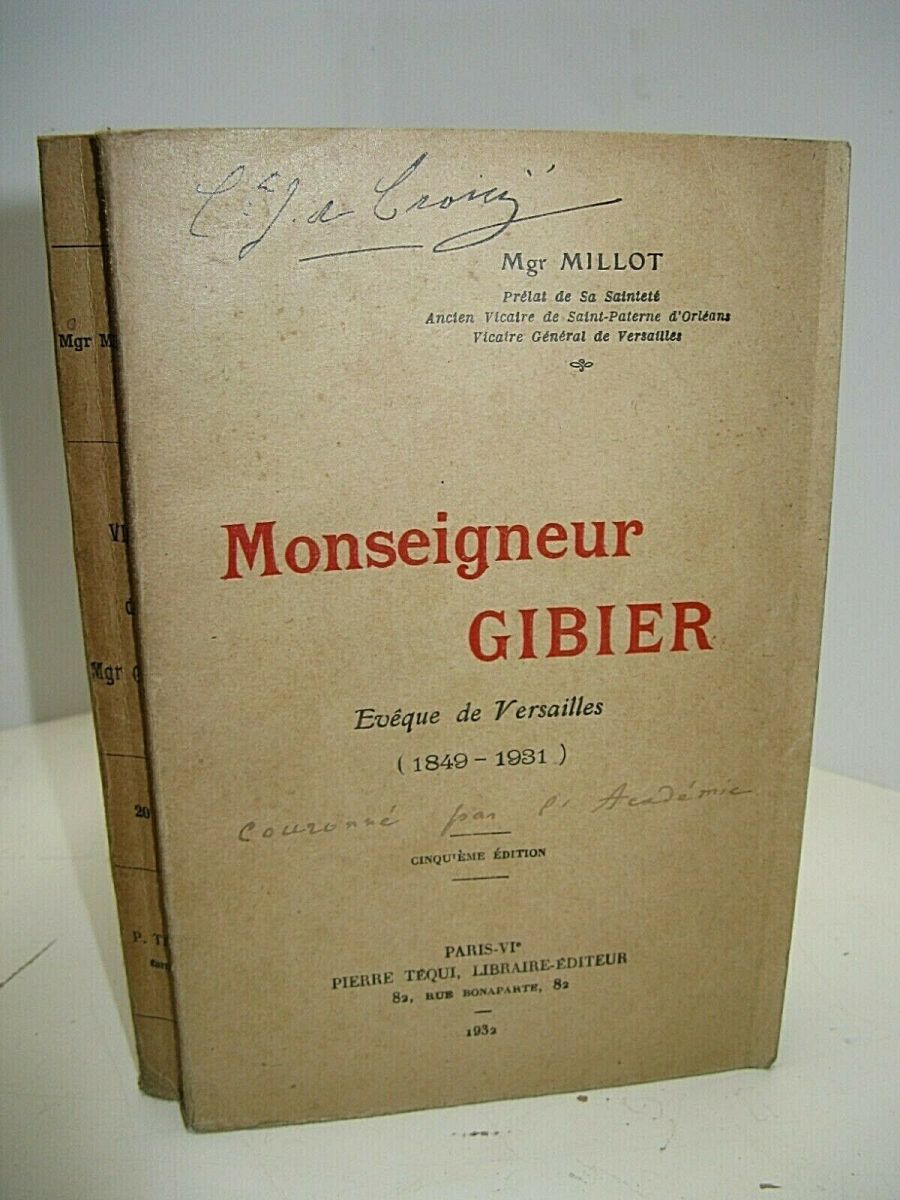 Mgr MILLOT
Prélat de Sa Sainteté
Ancien Vicaire de Saint-Paterne d'Orléans
Vicaire Général de Versailles
Monseigneur
GIBIER
Evêque de Versailles
(1849-1931)
couronné par l'Académie
CINQUIÈME ÉDITION
PARIS-VIe
PIERRE TÉQUI, LIBRAIRE-ÉDITEUR
82, RUE BONAPARTE, 82
1932
Mgr
Mgr
20
P.